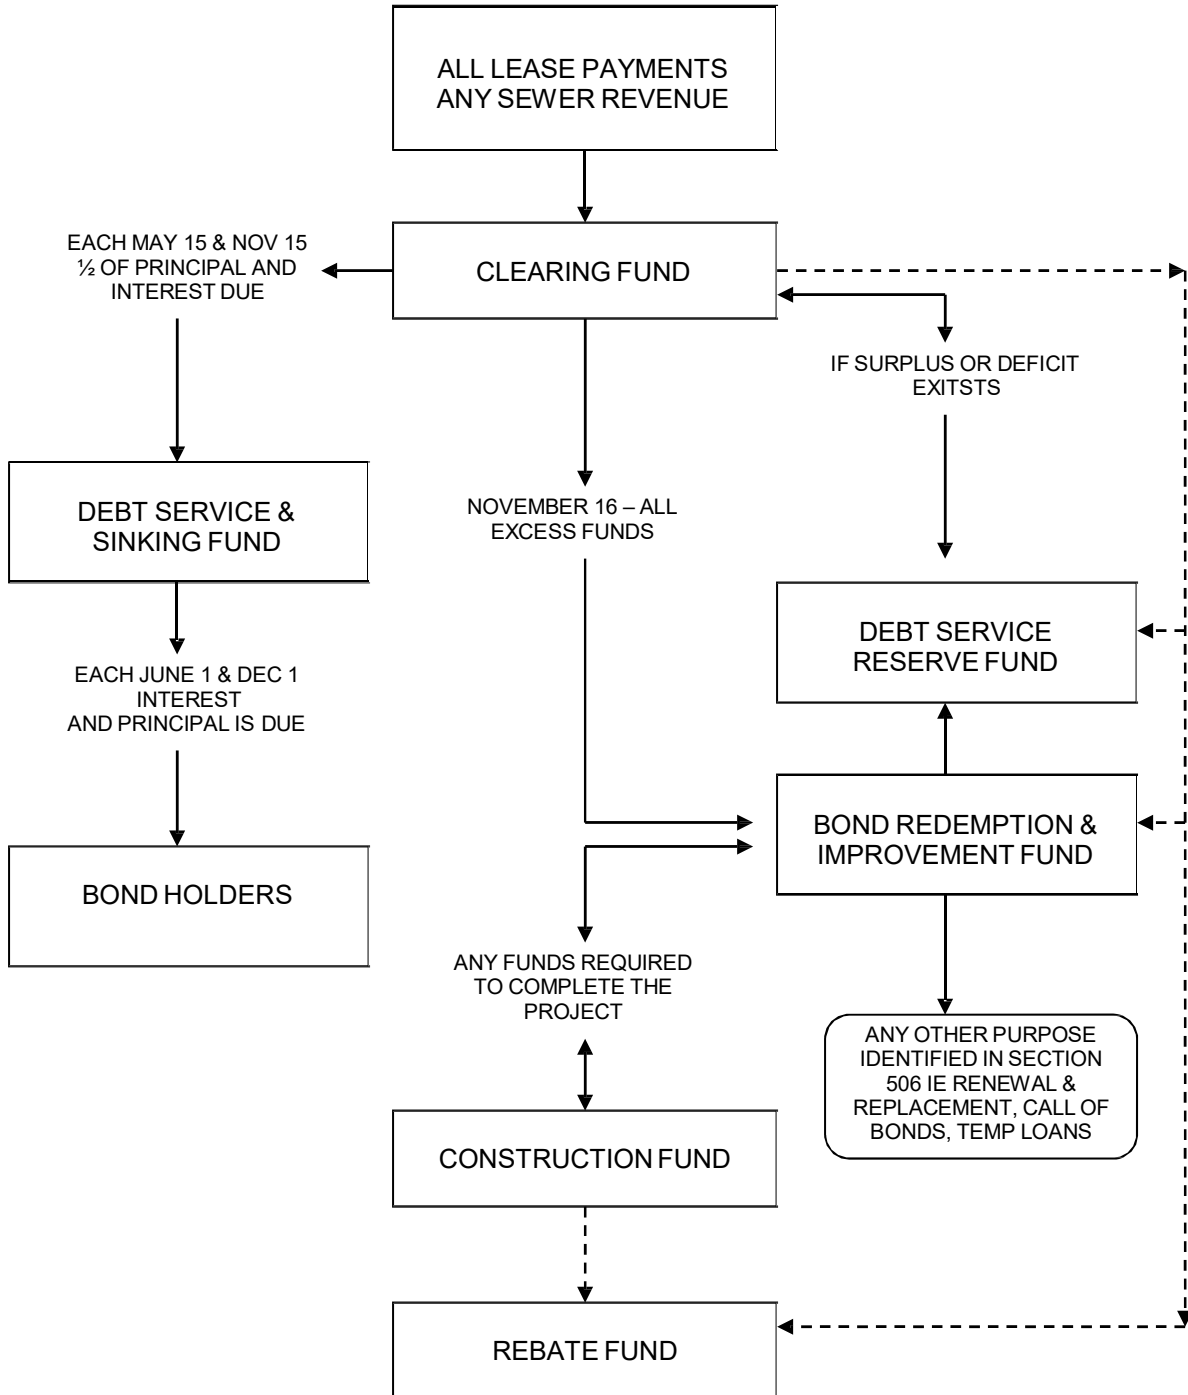 ALL LEASE PAYMENTS
ANY SEWER REVENUE
EACH MAY 15 & NOV 15
½ OF PRINCIPAL AND
INTEREST DUE
CLEARING FUND
IF SURPLUS OR DEFICIT
EXITSTS
DEBT SERVICE &
SINKING FUND
NOVEMBER 16 – ALL
EXCESS FUNDS
DEBT SERVICE
RESERVE FUND
EACH JUNE 1 & DEC 1
INTEREST
AND PRINCIPAL IS DUE
BOND REDEMPTION &
IMPROVEMENT FUND
BOND HOLDERS
ANY FUNDS REQUIRED
TO COMPLETE THE
PROJECT
ANY OTHER PURPOSE
IDENTIFIED IN SECTION
506 IE RENEWAL &
REPLACEMENT, CALL OF
BONDS, TEMP LOANS
CONSTRUCTION FUND
REBATE FUND